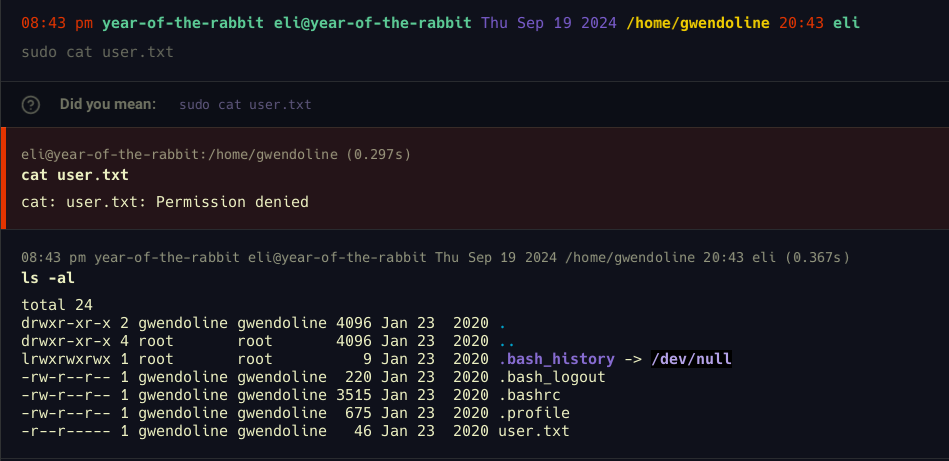 08:43 pm year-of-the-rabbit eli@year-of-the-rabbit Thu Sep 19 2024 /home/gwendoline 20:43 eli
sudo cat user.txt
? Did you mean: sudo cat user.txt
eli@year-of-the-rabbit:/home/gwendoline (0.297s)
cat user.txt
cat: user.txt: Permission denied
08:43 pm year-of-the-rabbit eli@year-of-the-rabbit Thu Sep 19 2024 /home/gwendoline 20:43 eli (0.367s)
ls -al
total 24
drwxr-xr-x 2 gwendoline gwendoline 4096 Jan 23  2020 .
drwxr-xr-x 4 root       root       4096 Jan 23  2020 ..
lrwxrwxrwx 1 root       root          9 Jan 23  2020 .bash_history -> /dev/null
-rw-r--r-- 1 gwendoline gwendoline  220 Jan 23  2020 .bash_logout
-rw-r--r-- 1 gwendoline gwendoline 3515 Jan 23  2020 .bashrc
-rw-r--r-- 1 gwendoline gwendoline  675 Jan 23  2020 .profile
-r--r----- 1 gwendoline gwendoline   46 Jan 23  2020 user.txt